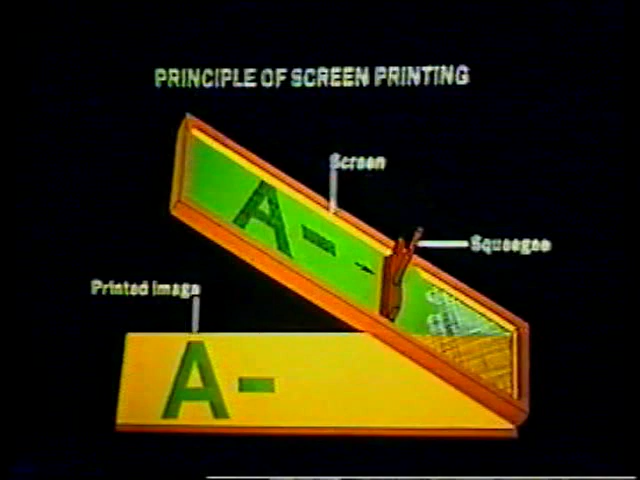 PRINCIPLE OF SCREEN PRINTING
Screen
A-
Squeegee
Printed Image
A-